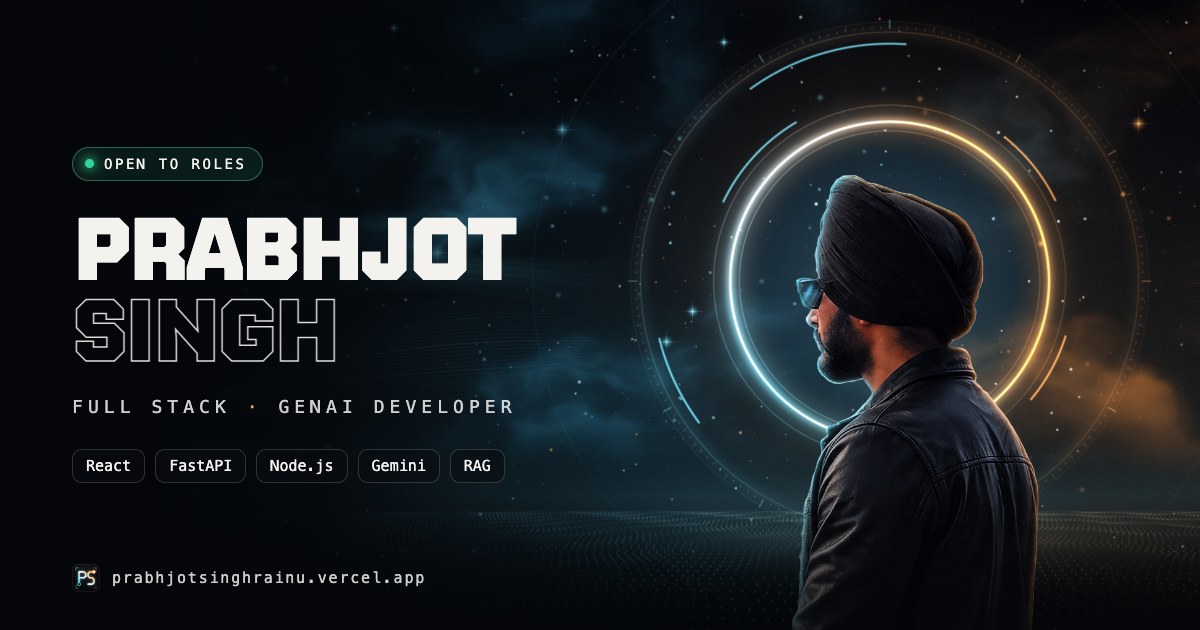 OPEN TO ROLES
PRABHJOT
SINGH
FULL STACK · GENAI DEVELOPER
React FastAPI Node.js Gemini RAG
PS prabhjotsinghrainu.vercel.app